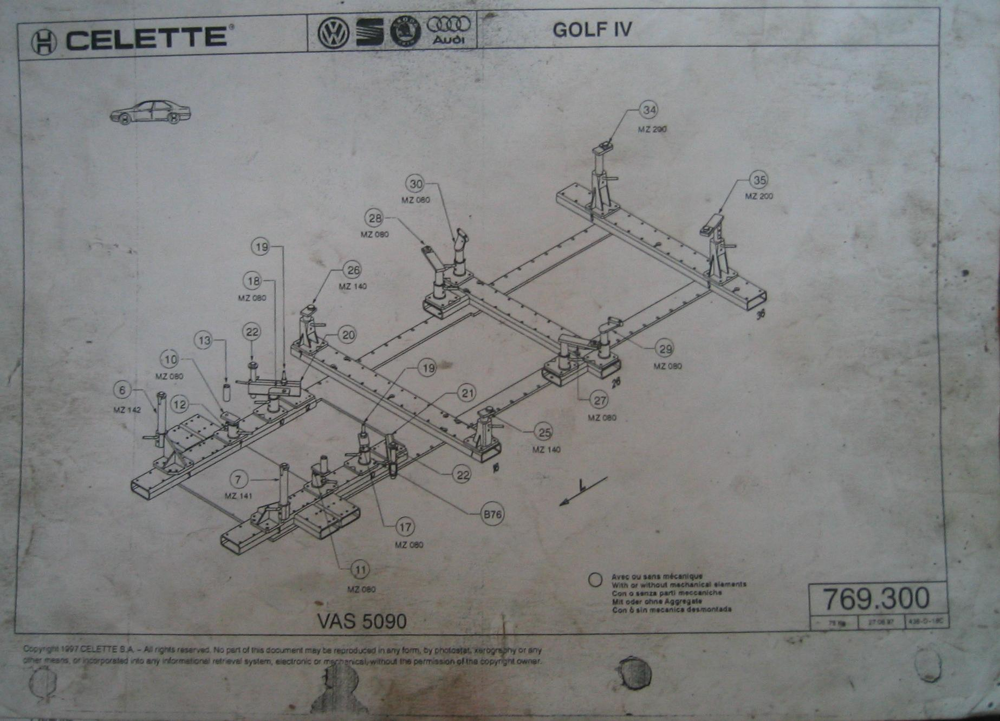 CELETTE®
Audi
GOLF IV
34
MZ 200
35
MZ 200
30
MZ 080
28
MZ 080
19
26
MZ 140
18
MZ 080
22
20
13
10
MZ 080
6
MZ 142
12
19
21
29
MZ 080
27
MZ 080
25
MZ 140
36
26
16
22
7
MZ 141
B76
17
MZ 080
11
MZ 080
L
Avec ou sans mécanique
With or without mechanical elements
Con o senza parti meccaniche
Mit oder ohne Aggregate
Con ó sin mecanica desmontada
769.300
27.06.97
VAS 5090
Copyright 1997 CELETTE S.A. – All rights reserved. No part of this document may be reproduced in any form, by photostat, xerography or any
other means, or incorporated into any informational retrieval system, electronic or mechanical, without the permission of the copyright owner.